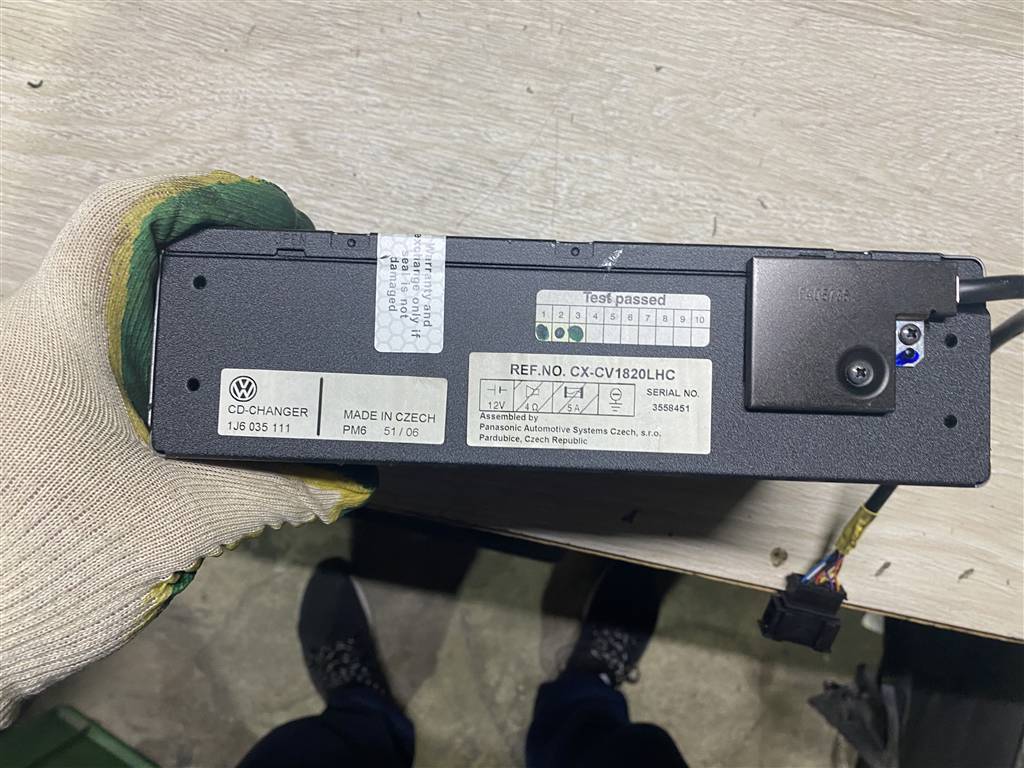 warranty and
exchange only if
seal is not
damaged
Test passed
1 2 3 4 5 6 7 8 9 10
REF.NO. CX-CV1820LHC
12V 4 Ω 5 A
SERIAL NO.
3558451
Assembled by
Panasonic Automotive Systems Czech, s.r.o.
Pardubice, Czech Republic
CD-CHANGER
1J6 035 111
MADE IN CZECH
PM6 51 / 06